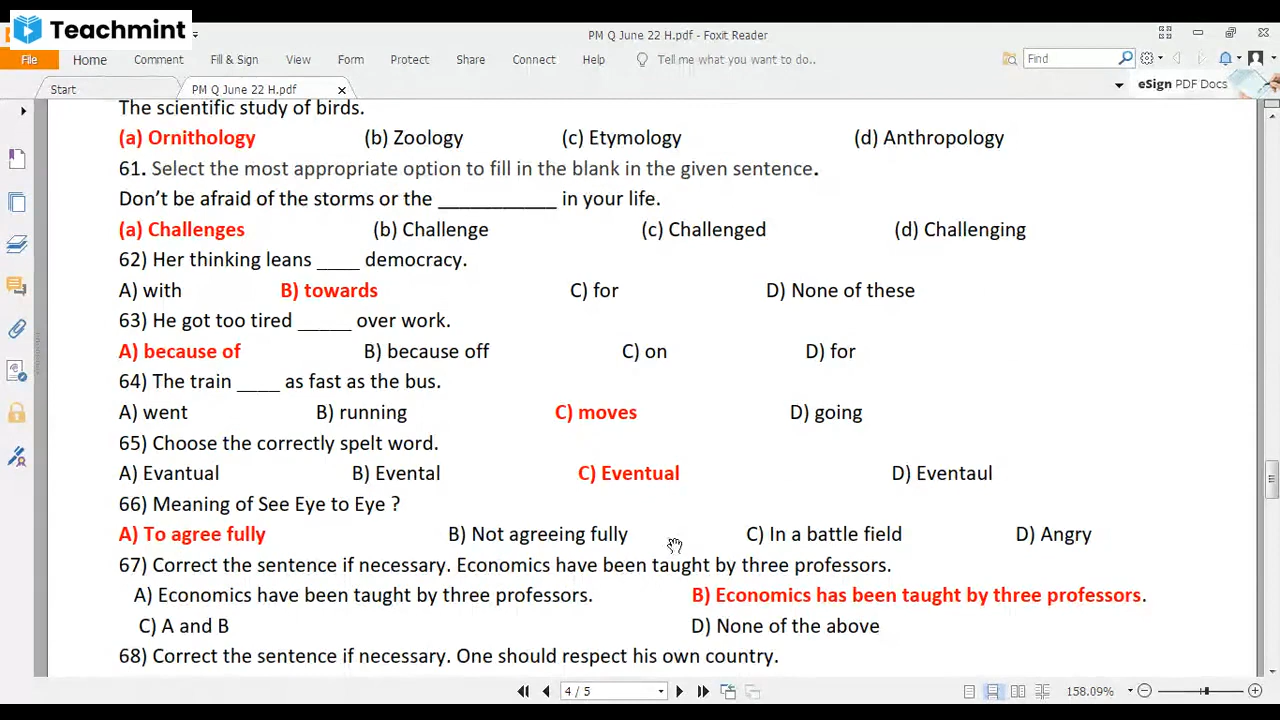 Teachmint
PM Q June 22 H.pdf - Foxit Reader
File Home Comment Fill & Sign View Form Protect Share Connect Help Tell me what you want to do.. Find
Start PM Q June 22 H.pdf eSign PDF Docs
The scientific study of birds.
(a) Ornithology (b) Zoology (c) Etymology (d) Anthropology
61. Select the most appropriate option to fill in the blank in the given sentence.
Don't be afraid of the storms or the ___________ in your life.
(a) Challenges (b) Challenge (c) Challenged (d) Challenging
62) Her thinking leans ____ democracy.
A) with B) towards C) for D) None of these
63) He got too tired _____ over work.
A) because of B) because off C) on D) for
64) The train ____ as fast as the bus.
A) went B) running C) moves D) going
65) Choose the correctly spelt word.
A) Evantual B) Evental C) Eventual D) Eventaul
66) Meaning of See Eye to Eye ?
A) To agree fully B) Not agreeing fully C) In a battle field D) Angry
67) Correct the sentence if necessary. Economics have been taught by three professors.
A) Economics have been taught by three professors. B) Economics has been taught by three professors.
C) A and B D) None of the above
68) Correct the sentence if necessary. One should respect his own country.
4 / 5 158.09%